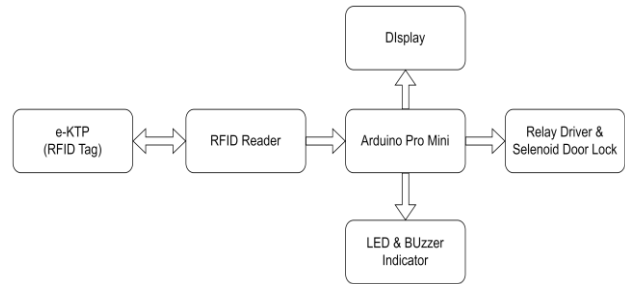 DIsplay
e-KTP
(RFID Tag)
RFID Reader
Arduino Pro Mini
Relay Driver &
Selenoid Door Lock
LED & BUzzer
Indicator